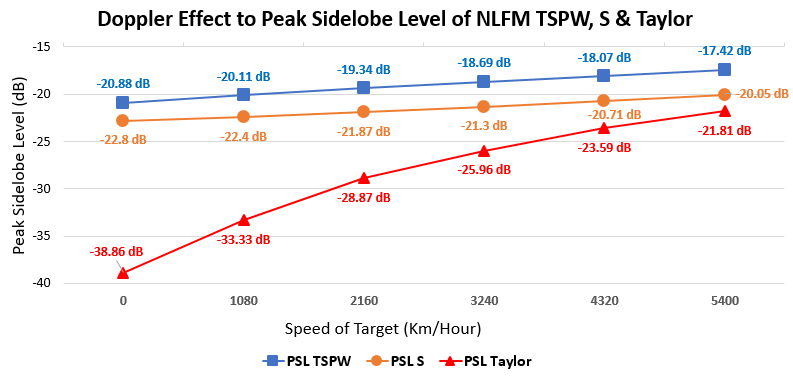 Doppler Effect to Peak Sidelobe Level of NLFM TSPW, S & Taylor
Peak Sidelobe Level (dB)
-15
-20
-25
-30
-35
-40
-20.88 dB
-20.11 dB
-19.34 dB
-18.69 dB
-18.07 dB
-17.42 dB
-22.8 dB
-22.4 dB
-21.87 dB
-21.3 dB
-20.71 dB
-20.05 dB
-38.86 dB
-33.33 dB
-28.87 dB
-25.96 dB
-23.59 dB
-21.81 dB
0
1080
2160
3240
4320
5400
Speed of Target (Km/Hour)
PSL TSPW
PSL S
PSL Taylor